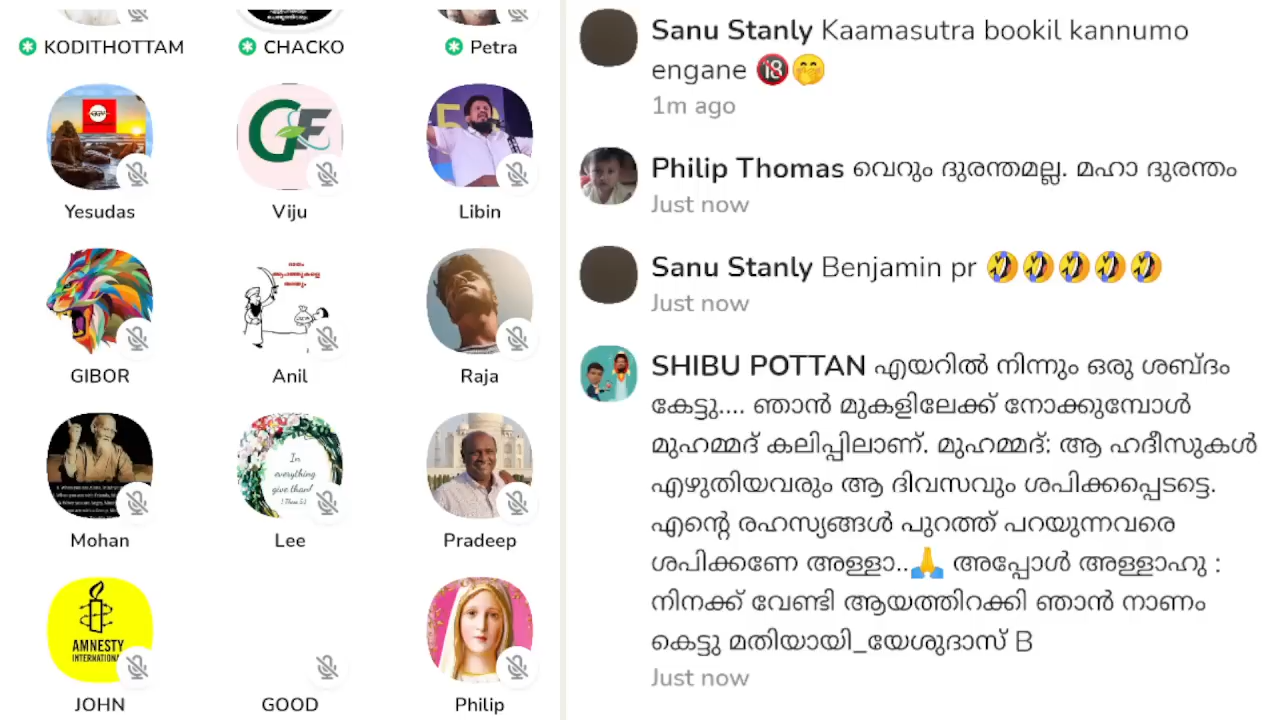 KODITHOTTAM
CHACKO
Petra
Yesudas
Viju
Libin
GIBOR
Anil
Raja
In
everything
give thanks
Mohan
Lee
Pradeep
AMNESTY
INTERNATIONAL
JOHN
GOOD
Philip
Sanu Stanly Kaamasutra bookil kannumo
engane 🔞🤭
1m ago
Philip Thomas വെറും ദുരന്തമല്ല. മഹാ ദുരന്തം
Just now
Sanu Stanly Benjamin pr 🤣🤣🤣🤣🤣
Just now
SHIBU POTTAN എയറിൽ നിന്നും ഒരു ശബ്ദം
കേട്ടു.... ഞാൻ മുകളിലേക്ക് നോക്കുമ്പോൾ
മുഹമ്മദ് കലിപ്പിലാണ്. മുഹമ്മദ്: ആ ഹദീസുകൾ
എഴുതിയവരും ആ ദിവസവും ശപിക്കപ്പെടട്ടെ.
എന്റെ രഹസ്യങ്ങൾ പുറത്ത് പറയുന്നവരെ
ശപിക്കണേ അള്ളാ..🙏 അപ്പോൾ അള്ളാഹു :
നിനക്ക് വേണ്ടി ആയത്തിറക്കി ഞാൻ നാണം
കെട്ടു മതിയായി_യേശുദാസ് B
Just now